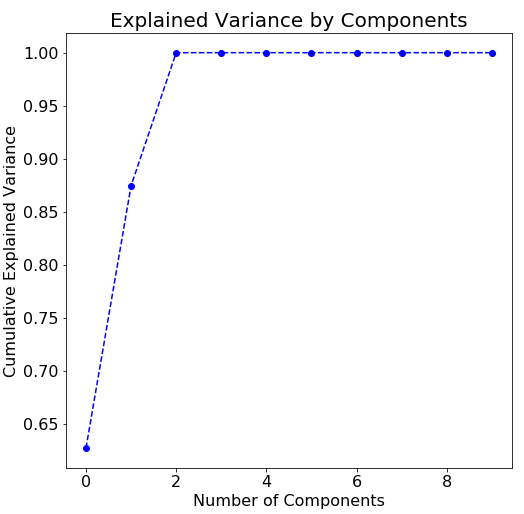 Explained Variance by Components
1.00
0.95
0.90
0.85
0.80
0.75
0.70
0.65
Cumulative Explained Variance
0 2 4 6 8
Number of Components